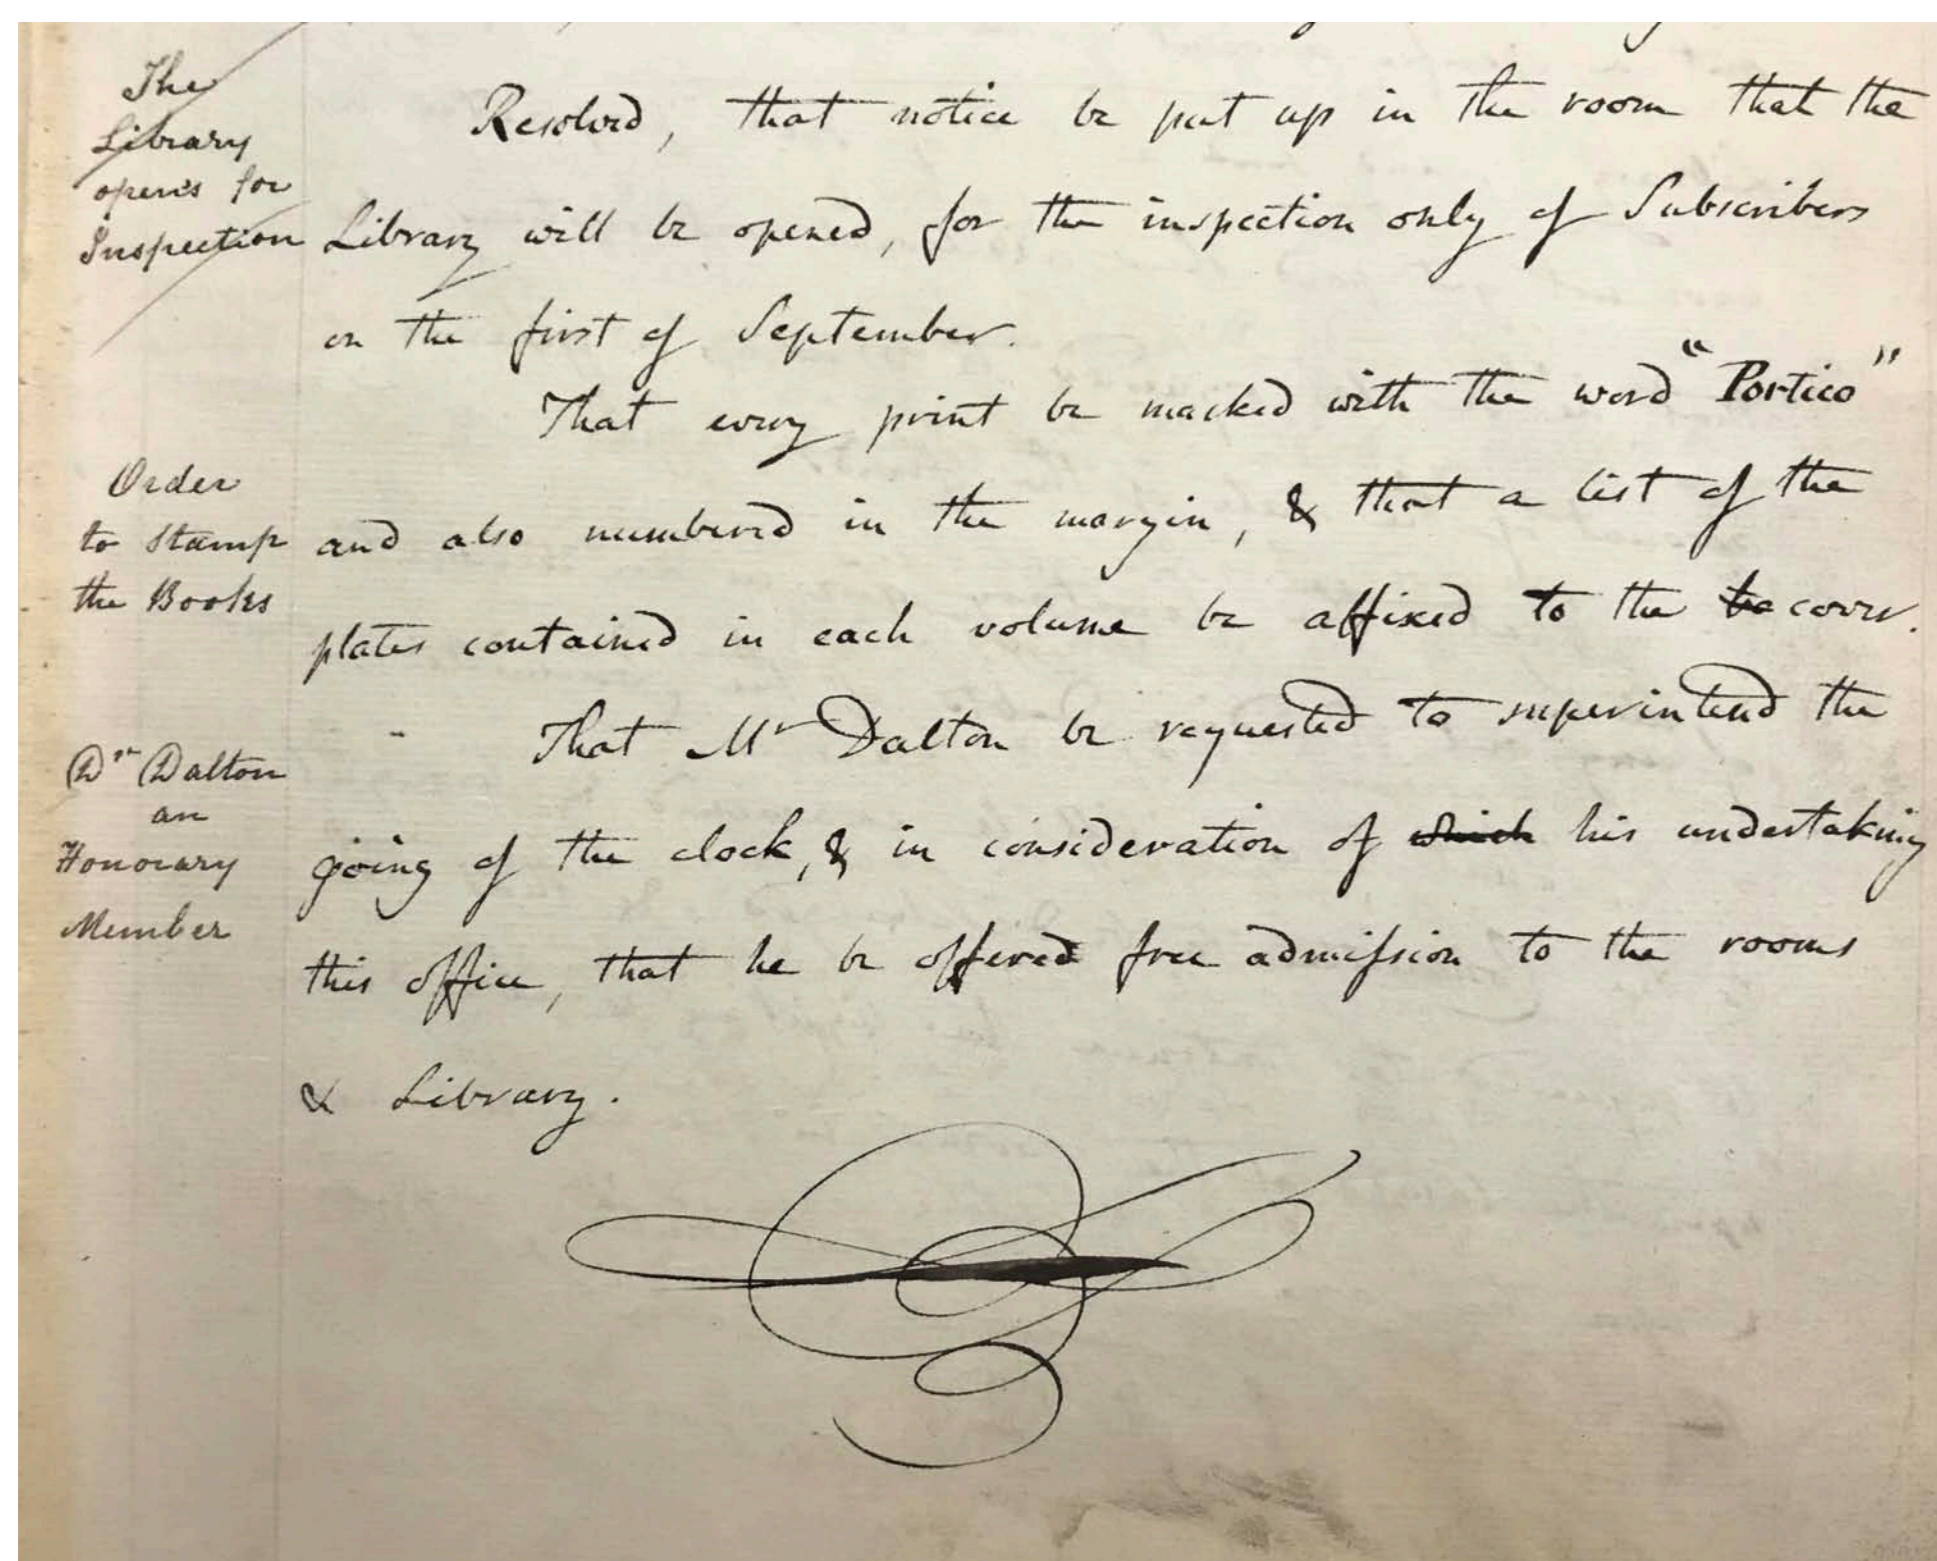 The
Library
opens for
Inspection
Resolved, that notice be put up in the room that the
Library will be opened, for the inspection only of Subscribers
on the first of September.
That every print be marked with the word "Portico"
Order
to Stamp
the Books
and also numbered in the margin, & that a list of the
plates contained in each volume be affixed to the be cover.
Dr Dalton
an
Honorary
Member
That Mr Dalton be requested to superintend the
going of the clock, & in consideration of which his undertaking
this office, that he be offered free admission to the rooms
& Library.